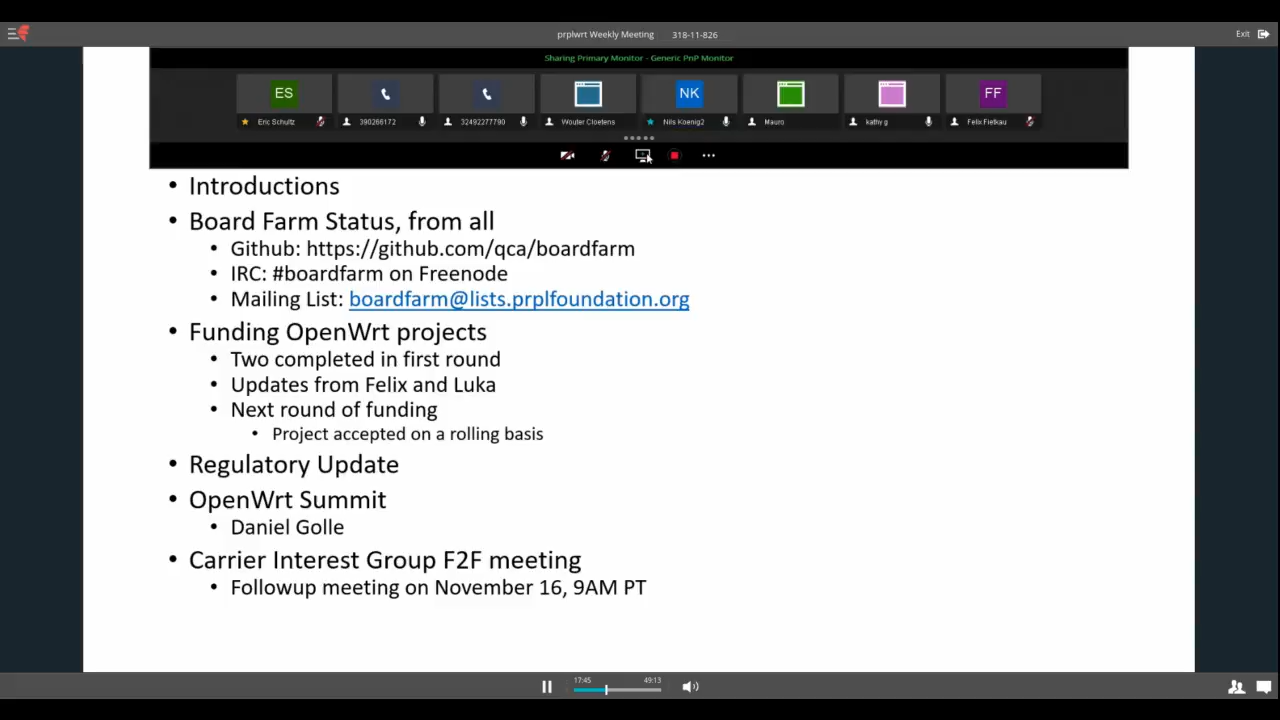 prplwrt Weekly Meeting 318-11-826
Exit
Sharing Primary Monitor - Generic PnP Monitor
ES NK FF
Eric Schultz 390266172 32492277790 Wouter Cloetens Nils Koenig2 Mauro kathy g Felix Fietkau
• Introductions
• Board Farm Status, from all
• Github: https://github.com/qca/boardfarm
• IRC: #boardfarm on Freenode
• Mailing List: boardfarm@lists.prplfoundation.org
• Funding OpenWrt projects
• Two completed in first round
• Updates from Felix and Luka
• Next round of funding
• Project accepted on a rolling basis
• Regulatory Update
• OpenWrt Summit
• Daniel Golle
• Carrier Interest Group F2F meeting
• Followup meeting on November 16, 9AM PT
17:45 49:13